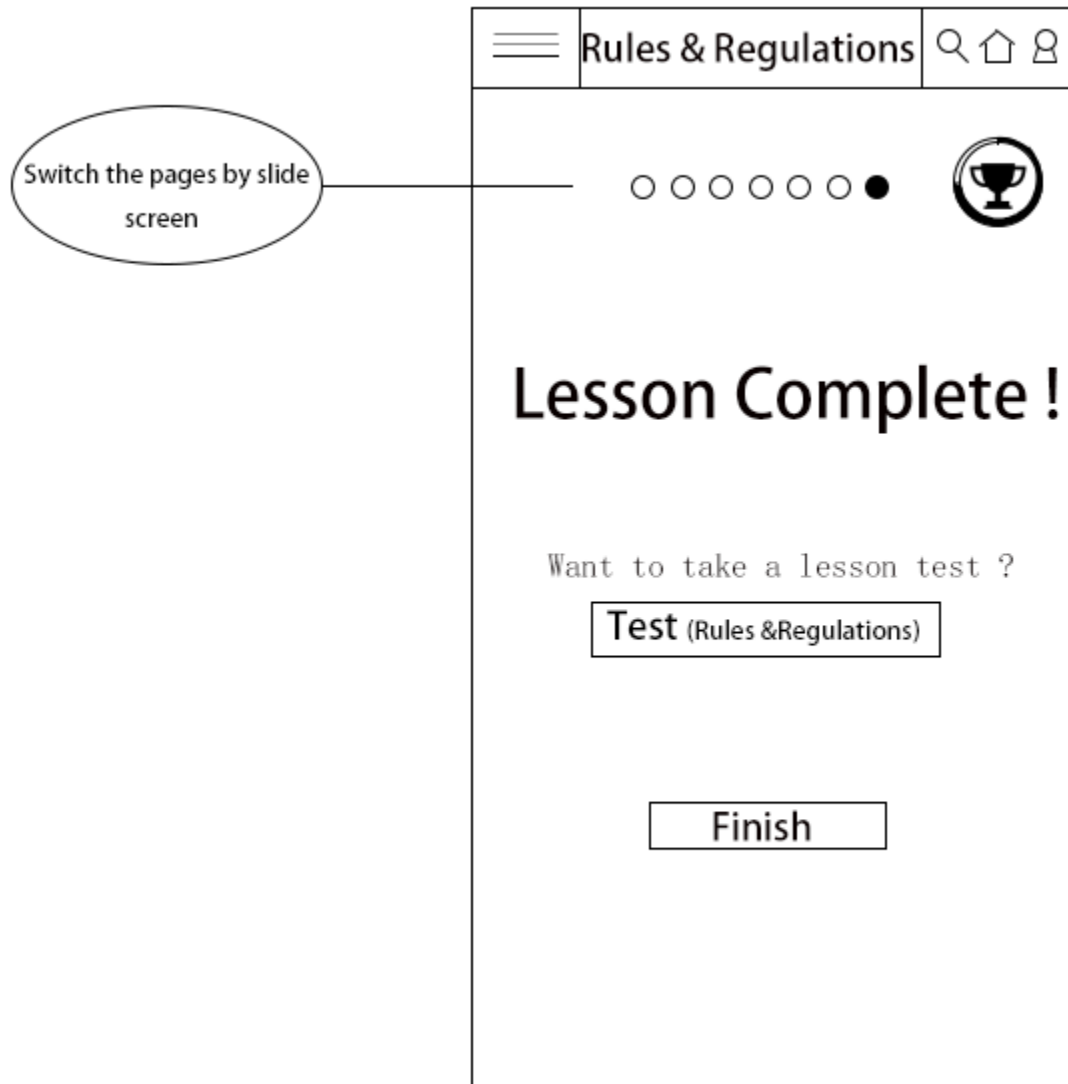 Rules & Regulations
Switch the pages by slide
screen
Lesson Complete !
Want to take a lesson test ?
Test (Rules &Regulations)
Finish